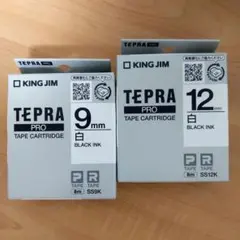 KING JIM
TEPRA
PRO
TAPE CARTRIDGE
9mm
白
BLACK INK
8m
SS9K
KING JIM
TEPRA
PRO
TAPE CARTRIDGE
12mm
白
BLACK INK
8m
SS12K